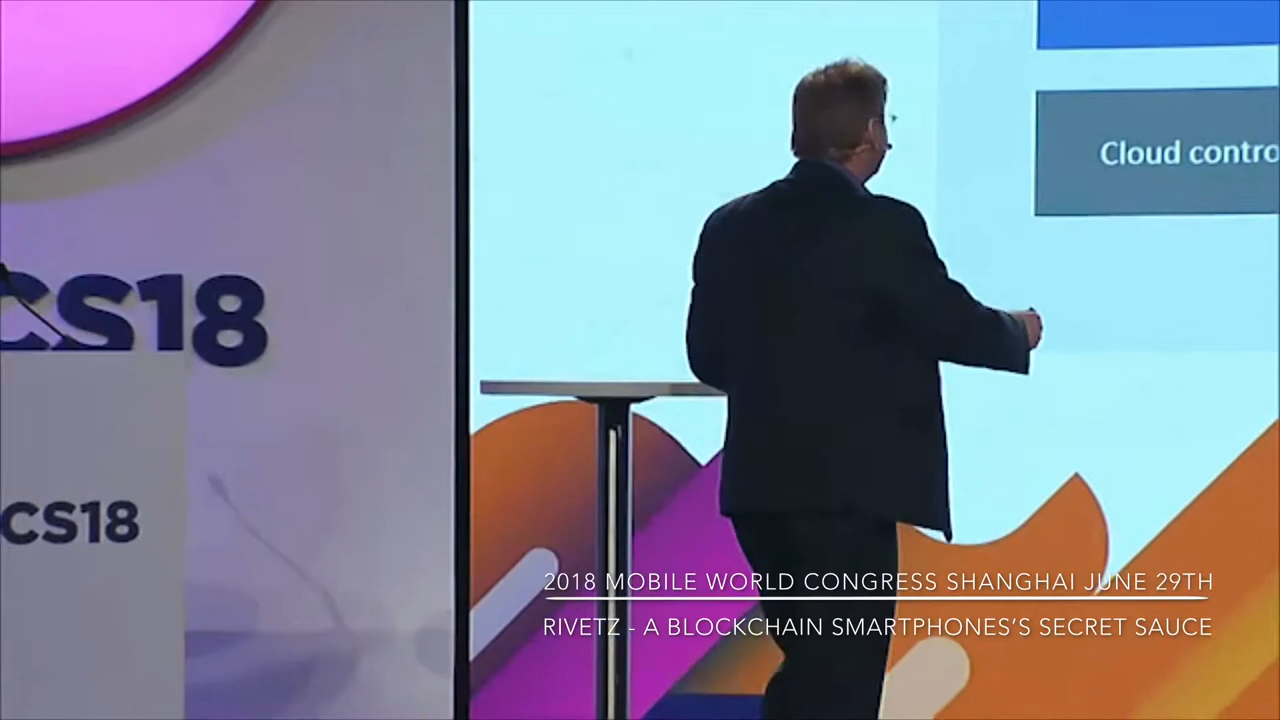 CS18
CS18
Cloud contro
2018 MOBILE WORLD CONGRESS SHANGHAI JUNE 29TH
RIVETZ - A BLOCKCHAIN SMARTPHONES'S SECRET SAUCE